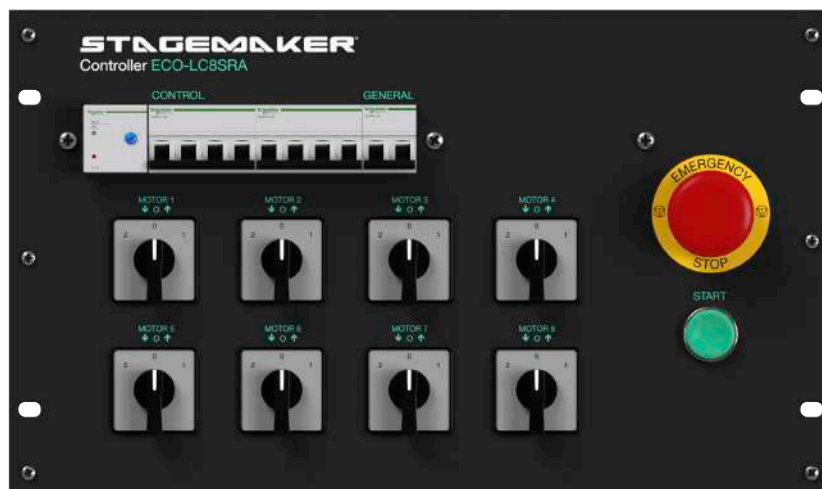 STAGEMAKER
Controller ECO-LC8SRA
CONTROL GENERAL
MOTOR 1 MOTOR 2 MOTOR 3 MOTOR 4
0 0 0 0
2 1 2 1 2 1 2 1
MOTOR 5 MOTOR 6 MOTOR 7 MOTOR 8
0 0 0 0
2 1 2 1 2 1 2 1
EMERGENCY
STOP
START